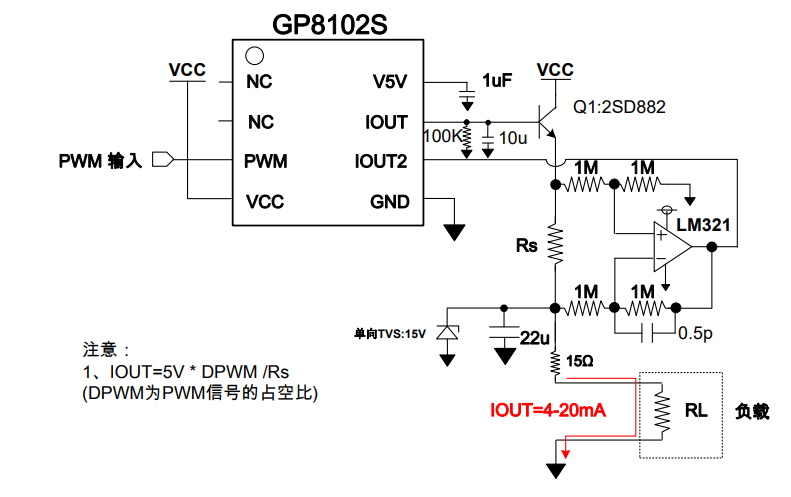 GP8102S
VCC
NC
V5V
1uF
VCC
Q1:2SD882
NC
IOUT
100K
10u
PWM 输入
PWM
IOUT2
1M
1M
VCC
GND
LM321
+
−
Rs
1M
1M
0.5p
单向TVS:15V
22u
15Ω
注意：
1、IOUT=5V * DPWM /Rs
(DPWM为PWM信号的占空比)
IOUT=4-20mA
RL
负载